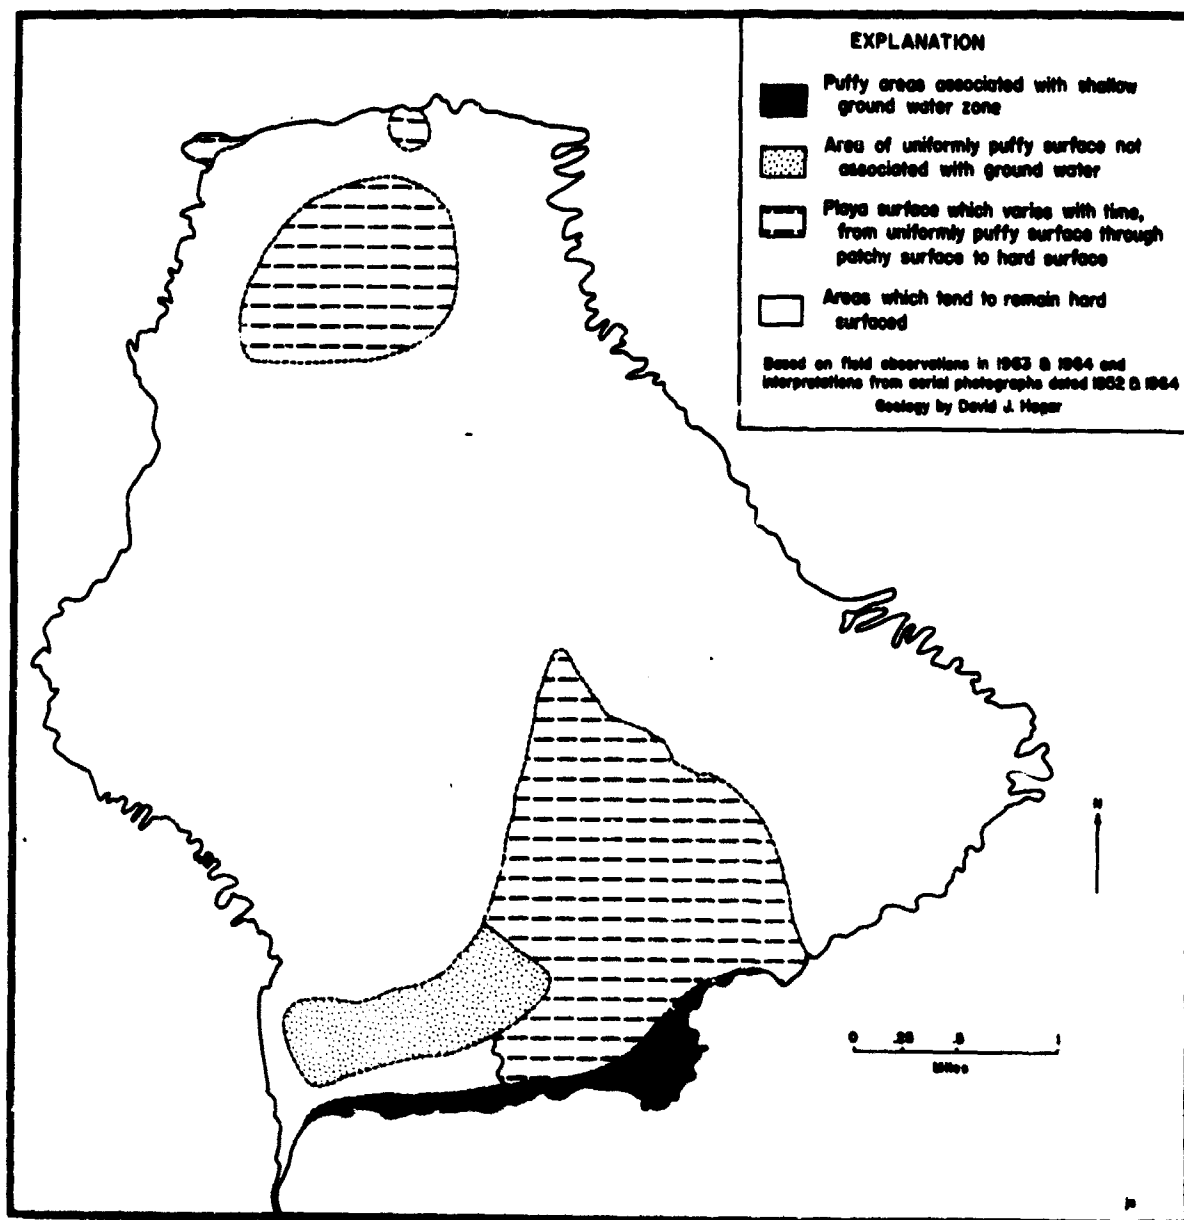 EXPLANATION
Puffy areas associated with shallow
ground water zone
Area of uniformly puffy surface not
associated with ground water
Playa surface which varies with time,
from uniformly puffy surface through
patchy surface to hard surface
Areas which tend to remain hard
surfaced
Based on field observations in 1963 & 1964 and
interpretations from aerial photographs dated 1952 & 1964
Geology by David J.
N
0 .25 .5 1
Miles